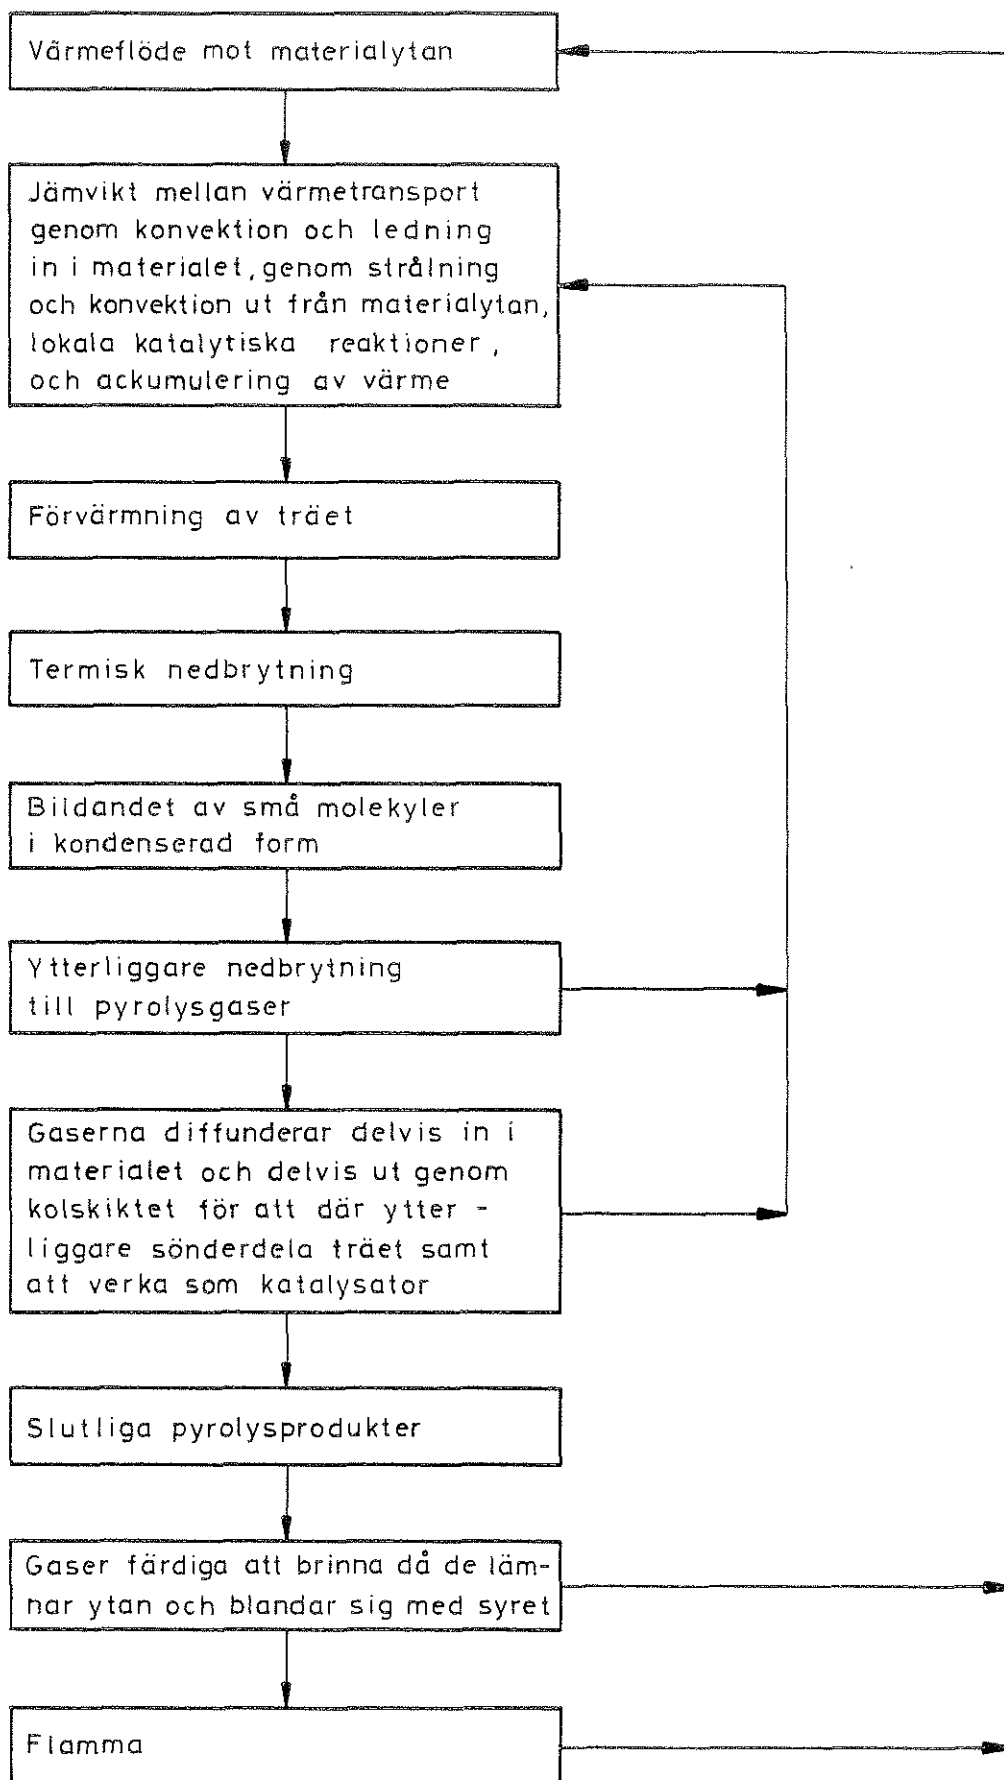 Värmeflöde mot materialytan
Jämvikt mellan värmetransport
genom konvektion och ledning
in i materialet, genom strålning
och konvektion ut från materialytan,
lokala katalytiska reaktioner,
och ackumulering av värme
Förvärmning av träet
Termisk nedbrytning
Bildandet av små molekyler
i kondenserad form
Ytterliggare nedbrytning
till pyrolysgaser
Gaserna diffunderar delvis in i
materialet och delvis ut genom
kolskiktet för att där ytter -
liggare sönderdela träet samt
att verka som katalysator
Slutliga pyrolysprodukter
Gaser färdiga att brinna då de läm-
nar ytan och blandar sig med syret
Flamma